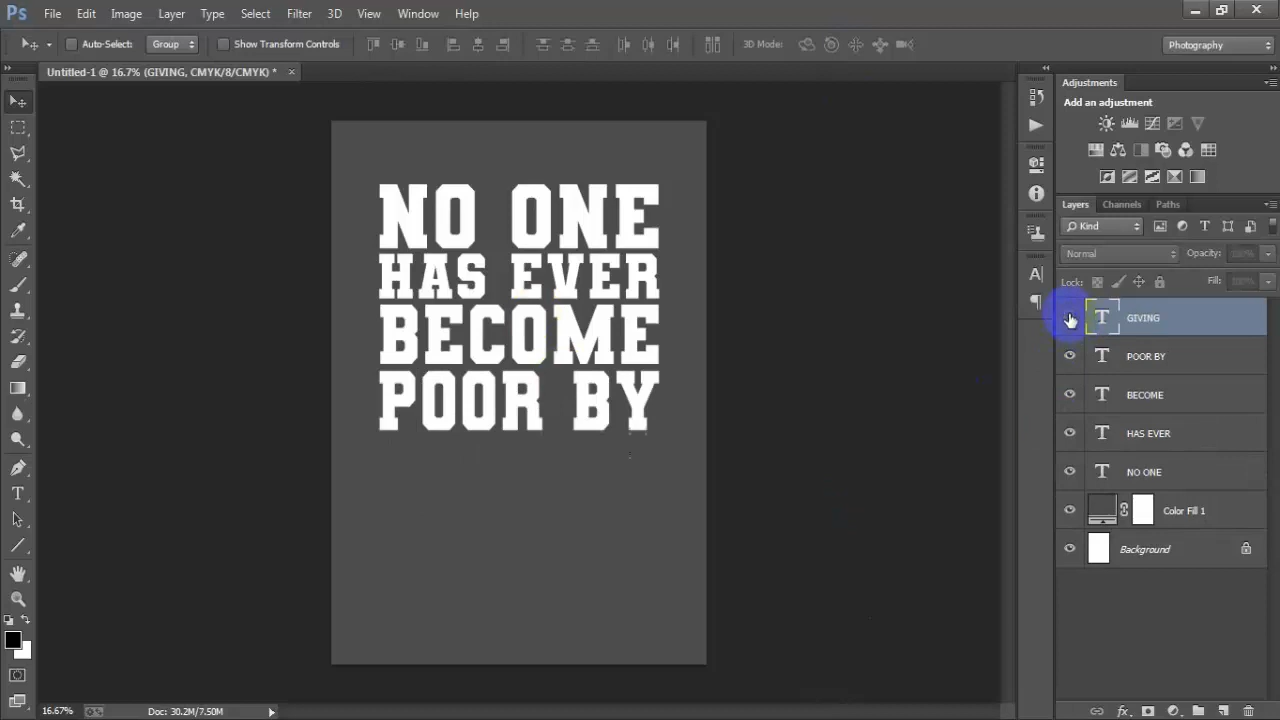 Ps File Edit Image Layer Type Select Filter 3D View Window Help
Auto-Select: Group Show Transform Controls 3D Mode: Photography
Untitled-1 @ 16.7% (GIVING, CMYK/8/CMYK) *
Adjustments
Add an adjustment
Layers Channels Paths
Kind
Normal Opacity: 100%
Lock: Fill: 100%
GIVING
POOR BY
BECOME
HAS EVER
NO ONE
Color Fill 1
Background
NO ONE
HAS EVER
BECOME
POOR BY
16.67% Doc: 30.2M/7.50M